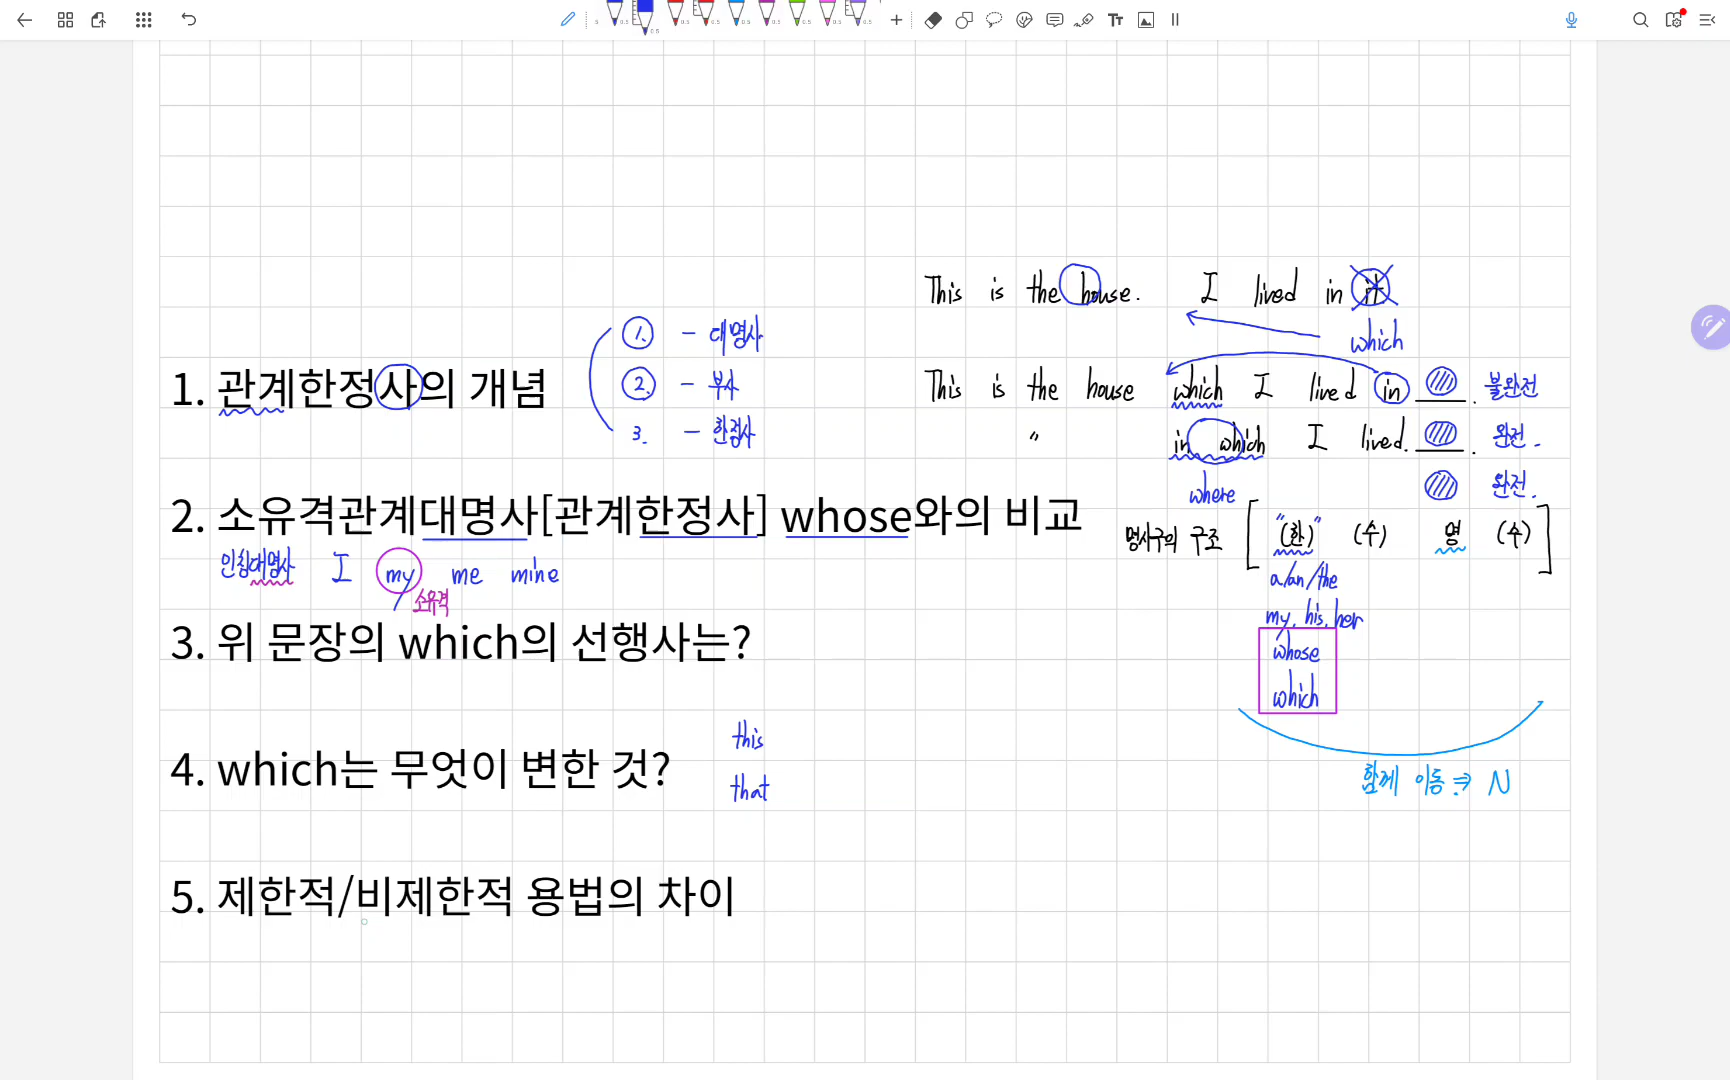 This is the house. I lived in it
which
1. - 대명사
2. - 부사
3. - 한정사
1. 관계한정사의 개념
This is the house which I lived in ____. 불완전
" in which I lived. ____. 완전.
where 완전.
2. 소유격관계대명사[관계한정사] whose와의 비교
명사구의 구조 [ "(한)" (수) 명 (수) ]
인칭대명사 I my me mine
소유격
a/an/the
my, his, her
whose
which
3. 위 문장의 which의 선행사는?
함께 이동 ⇒ N
4. which는 무엇이 변한 것?
this
that
5. 제한적/비제한적 용법의 차이